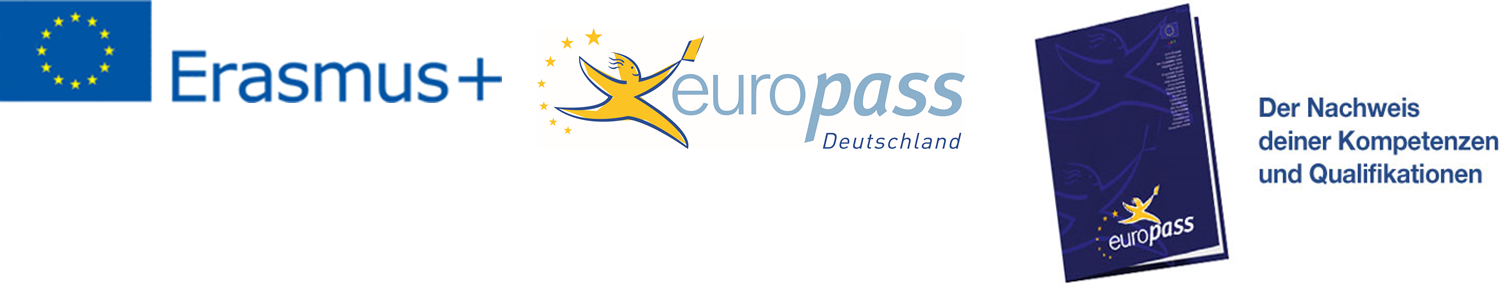 Erasmus+
europass
Deutschland
europass
Der Nachweis
deiner Kompetenzen
und Qualifikationen